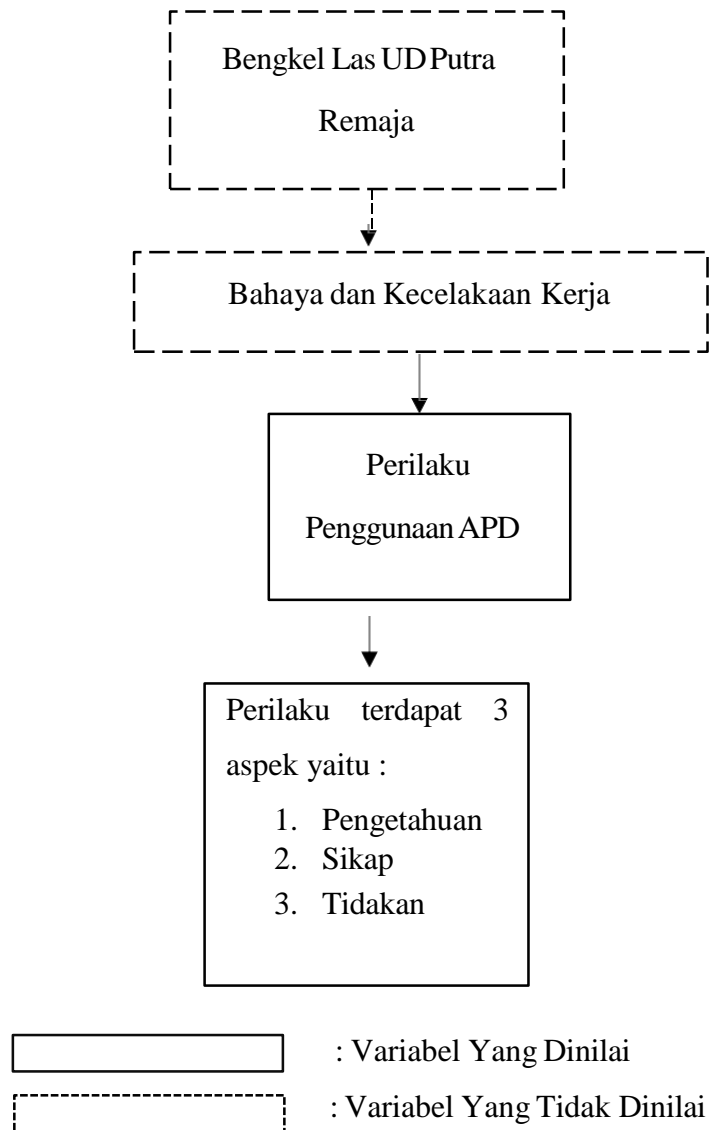 Bengkel Las UD Putra
Remaja
Bahaya dan Kecelakaan Kerja
Perilaku
Penggunaan APD
Perilaku terdapat 3
aspek yaitu :
1. Pengetahuan
2. Sikap
3. Tidakan
: Variabel Yang Dinilai
: Variabel Yang Tidak Dinilai